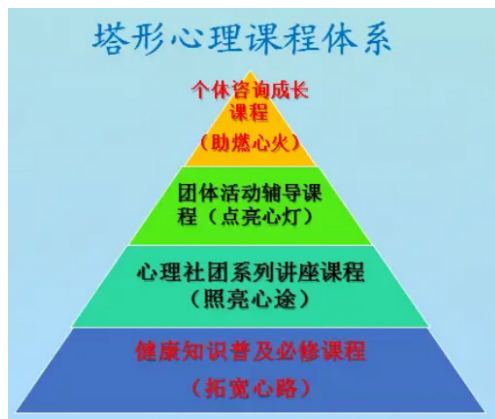 塔形心理课程体系
个体咨询成长
课程
（助燃心火）
团体活动辅导课
程（点亮心灯）
心理社团系列讲座课程
（照亮心途）
健康知识普及必修课程
（拓宽心路）